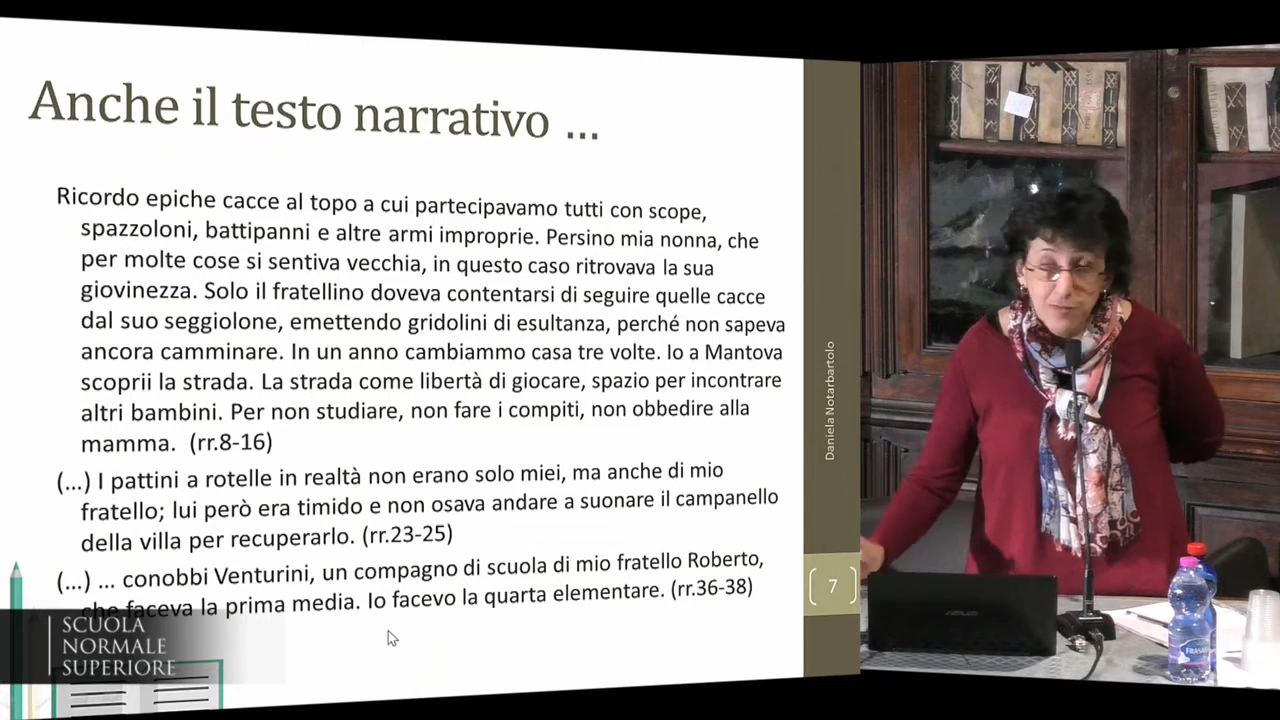 Anche il testo narrativo ...
Ricordo epiche cacce al topo a cui partecipavamo tutti con scope,
spazzoloni, battipanni e altre armi improprie. Persino mia nonna, che
per molte cose si sentiva vecchia, in questo caso ritrovava la sua
giovinezza. Solo il fratellino doveva contentarsi di seguire quelle cacce
dal suo seggiolone, emettendo gridolini di esultanza, perché non sapeva
ancora camminare. In un anno cambiammo casa tre volte. Io a Mantova
scoprii la strada. La strada come libertà di giocare, spazio per incontrare
altri bambini. Per non studiare, non fare i compiti, non obbedire alla
mamma. (rr.8-16)
(...) I pattini a rotelle in realtà non erano solo miei, ma anche di mio
fratello; lui però era timido e non osava andare a suonare il campanello
della villa per recuperarlo. (rr.23-25)
(...) ... conobbi Venturini, un compagno di scuola di mio fratello Roberto,
che faceva la prima media. Io facevo la quarta elementare. (rr.36-38)
Daniela Notarbartolo
7
SCUOLA
NORMALE
SUPERIORE
ASUS